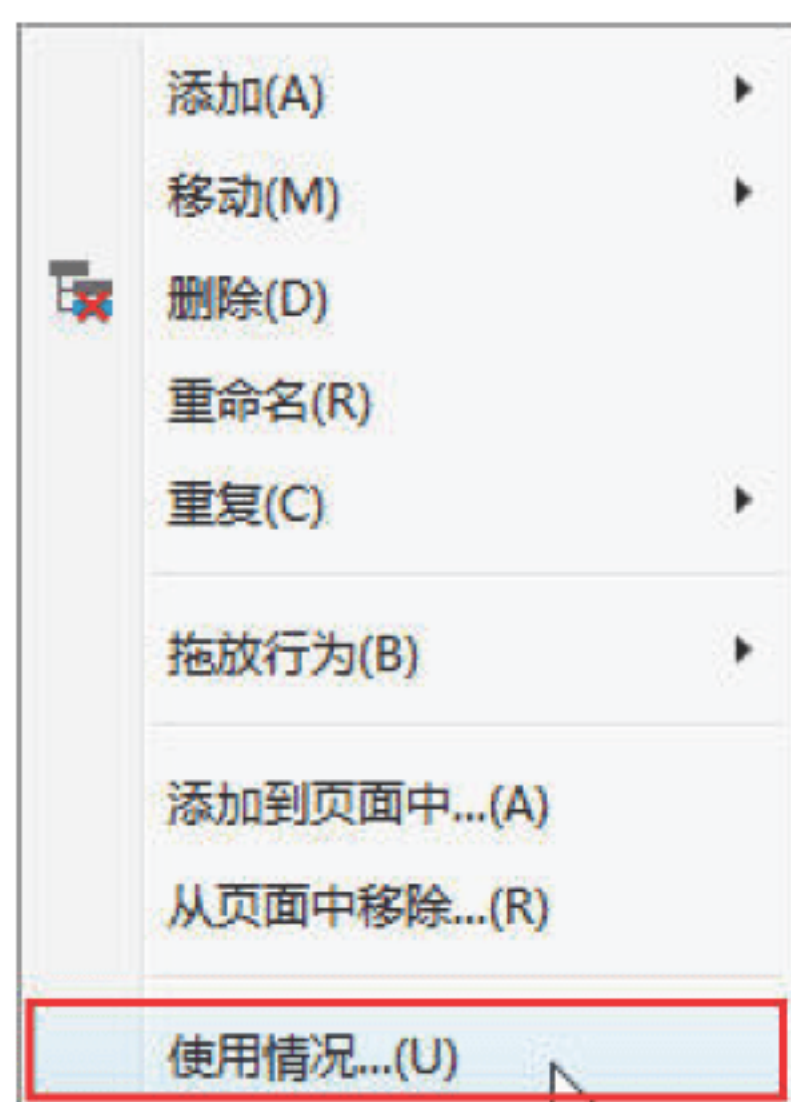 添加(A)
移动(M)
删除(D)
重命名(R)
重复(C)
拖放行为(B)
添加到页面中...(A)
从页面中移除...(R)
使用情况...(U)